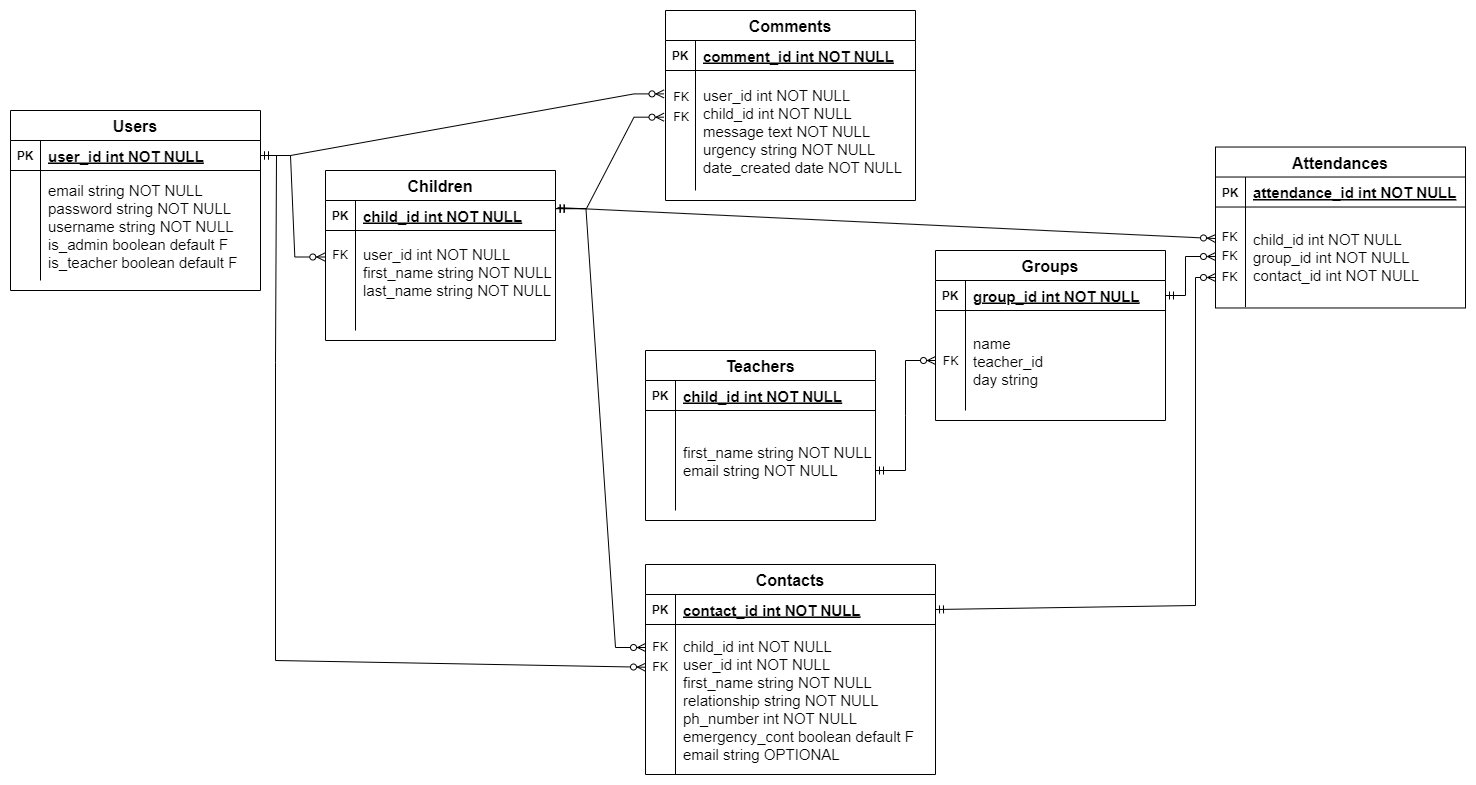 Comments
PK comment_id int NOT NULL
FK user_id int NOT NULL
FK child_id int NOT NULL
message text NOT NULL
urgency string NOT NULL
date_created date NOT NULL
Users
PK user_id int NOT NULL
email string NOT NULL
password string NOT NULL
username string NOT NULL
is_admin boolean default F
is_teacher boolean default F
Children
PK child_id int NOT NULL
FK user_id int NOT NULL
first_name string NOT NULL
last_name string NOT NULL
Attendances
PK attendance_id int NOT NULL
FK child_id int NOT NULL
FK group_id int NOT NULL
FK contact_id int NOT NULL
Groups
PK group_id int NOT NULL
name
FK teacher_id
day string
Teachers
PK child_id int NOT NULL
first_name string NOT NULL
email string NOT NULL
Contacts
PK contact_id int NOT NULL
FK child_id int NOT NULL
FK user_id int NOT NULL
first_name string NOT NULL
relationship string NOT NULL
ph_number int NOT NULL
emergency_cont boolean default F
email string OPTIONAL